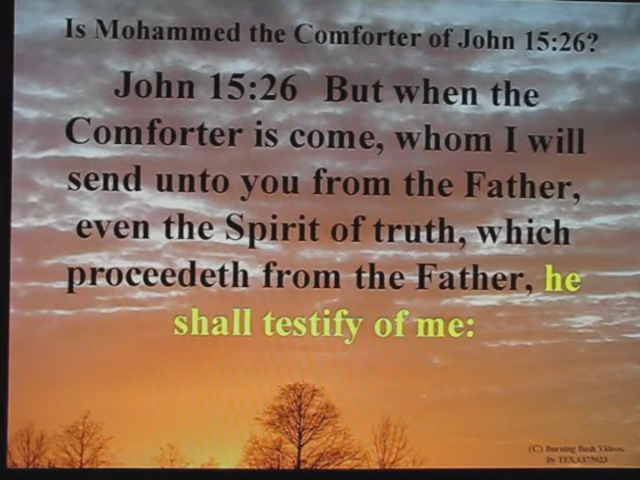 Is Mohammed the Comforter of John 15:26?
John 15:26 But when the
Comforter is come, whom I will
send unto you from the Father,
even the Spirit of truth, which
proceedeth from the Father, he
shall testify of me:
(C) Burning Bush Videos
By TEXAS75023